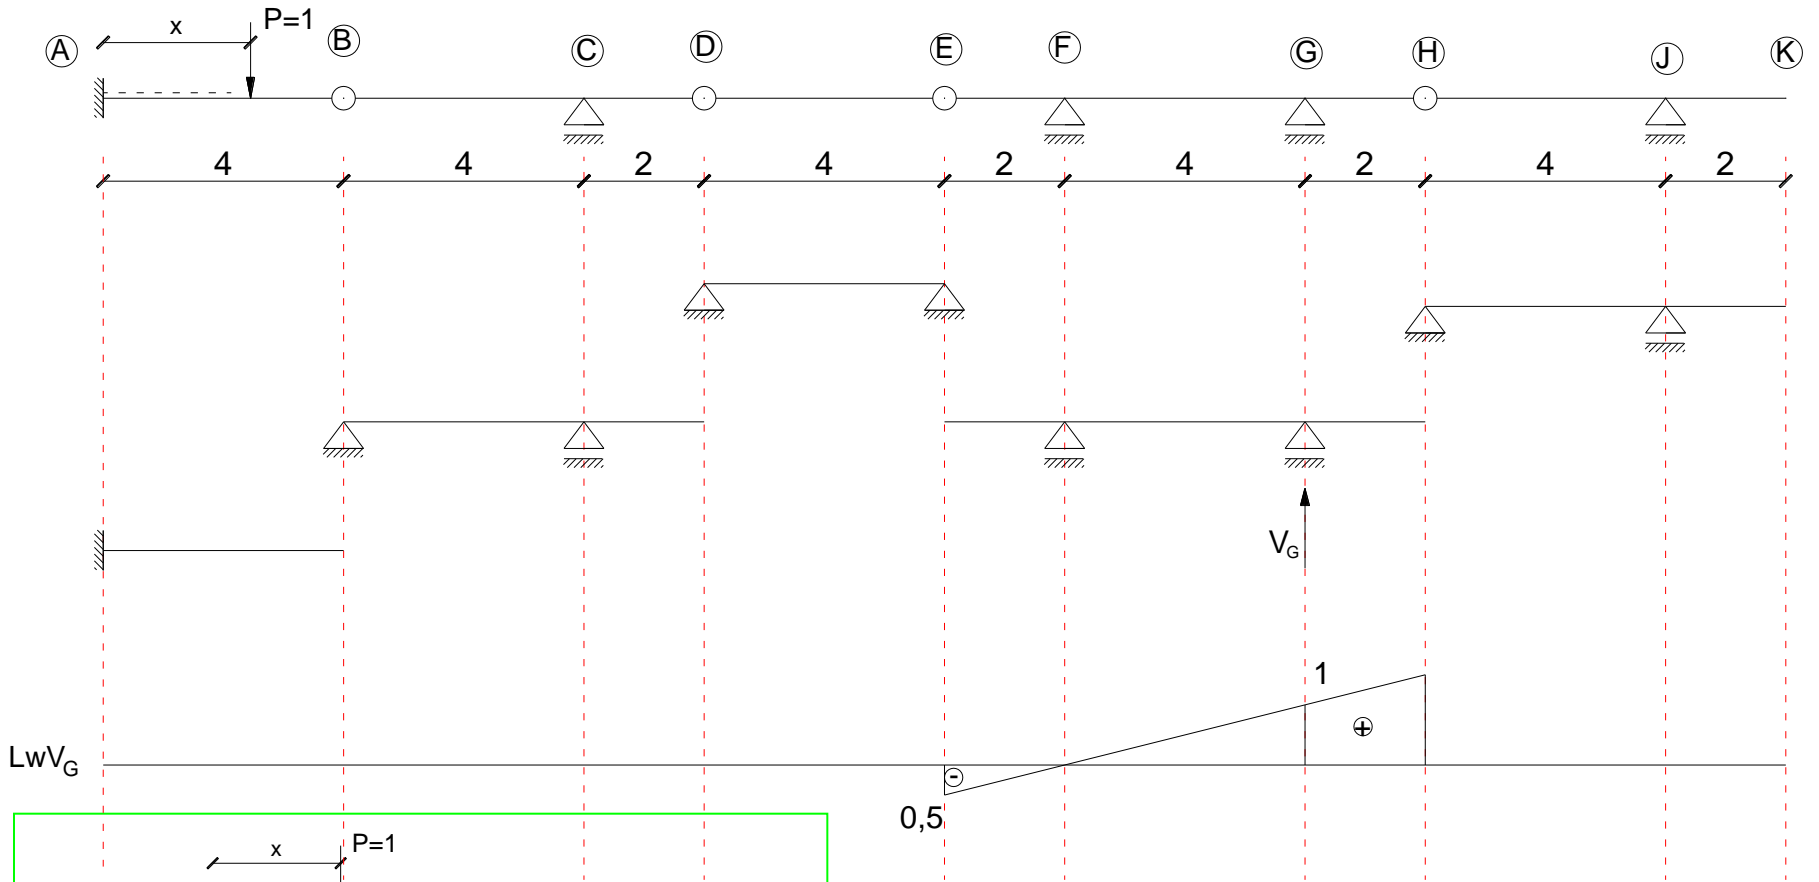 x P=1
A B C D E F G H J K
4 4 2 4 2 4 2 4 2
V_G
1
+
LwV_G
-
0,5
x P=1